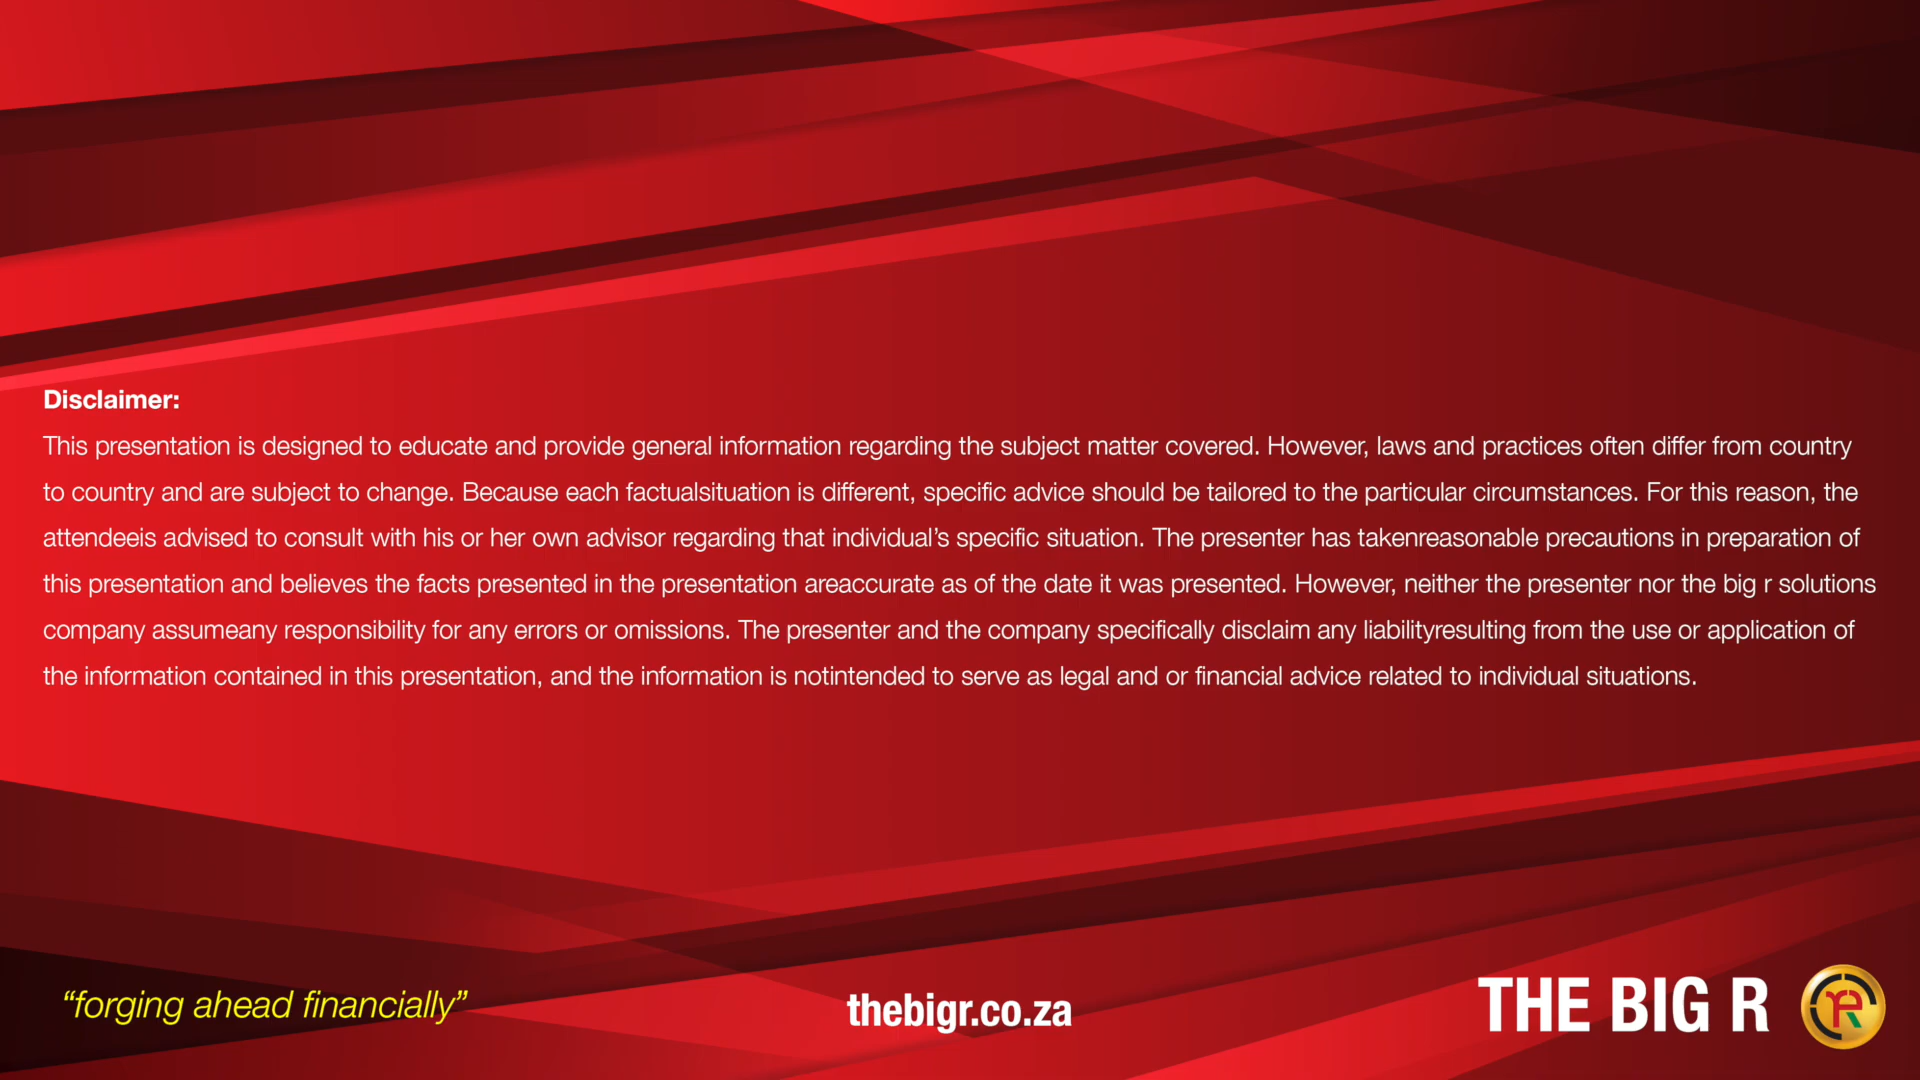 Disclaimer:
This presentation is designed to educate and provide general information regarding the subject matter covered. However, laws and practices often differ from country
to country and are subject to change. Because each factualsituation is different, specific advice should be tailored to the particular circumstances. For this reason, the
attendeeis advised to consult with his or her own advisor regarding that individual’s specific situation. The presenter has takenreasonable precautions in preparation of
this presentation and believes the facts presented in the presentation areaccurate as of the date it was presented. However, neither the presenter nor the big r solutions
company assumeany responsibility for any errors or omissions. The presenter and the company specifically disclaim any liabilityresulting from the use or application of
the information contained in this presentation, and the information is notintended to serve as legal and or financial advice related to individual situations.
“forging ahead financially”
thebigr.co.za
THE BIG R